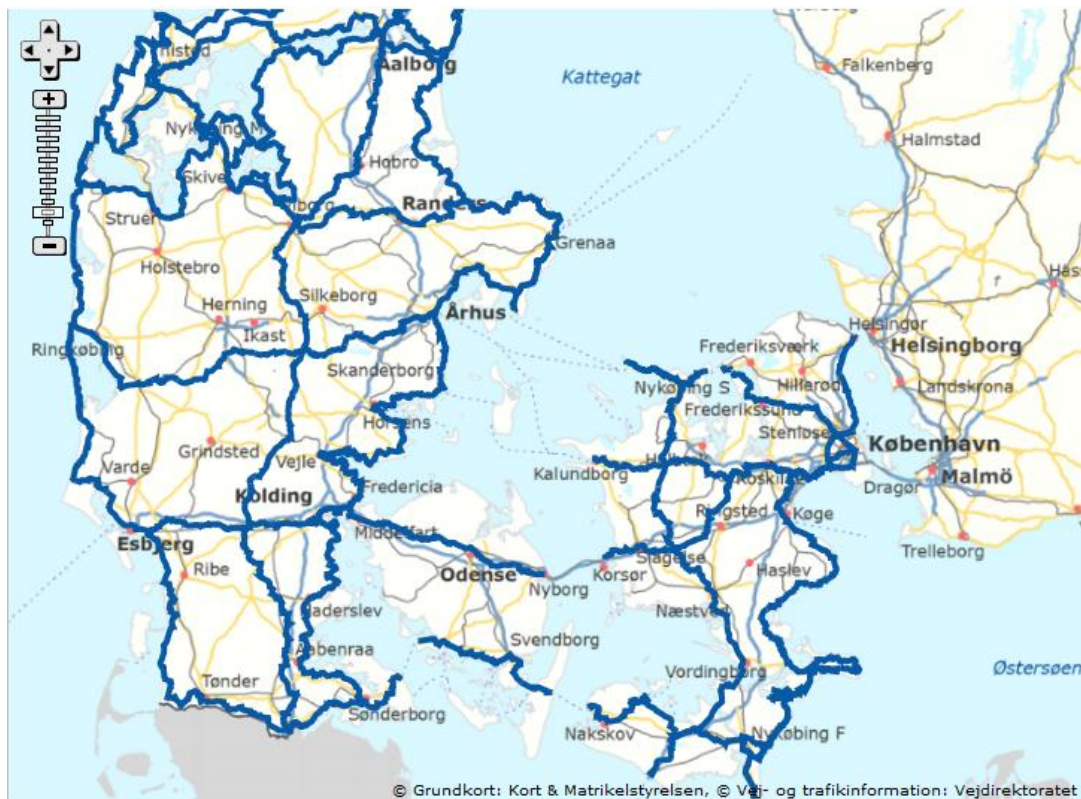 Falkenberg
Aalborg
Kattegat
Halmstad
Hobro
Skive
Randers
Struer
Grenaa
Holstebro
Silkeborg
Herning
Århus
Ikast
Helsingør
Helsingborg
Ringkøbing
Frederiksværk
Skanderborg
Hillerød
Landskrona
Nykøbing S
Frederikssund
Horsens
Stenløse
København
Grindsted
Vejle
Kalundborg
Malmö
Varde
Roskilde
Dragør
Fredericia
Kolding
Ringsted
Køge
Middelfart
Esbjerg
Trelleborg
Slagelse
Odense
Korsør
Haslev
Ribe
Nyborg
Næstved
Haderslev
Svendborg
Aabenraa
Vordingborg
Østersøen
Tønder
Sønderborg
Nakskov
Nykøbing F
© Grundkort: Kort & Matrikelstyrelsen, © Vej- og trafikinformation: Vejdirektoratet